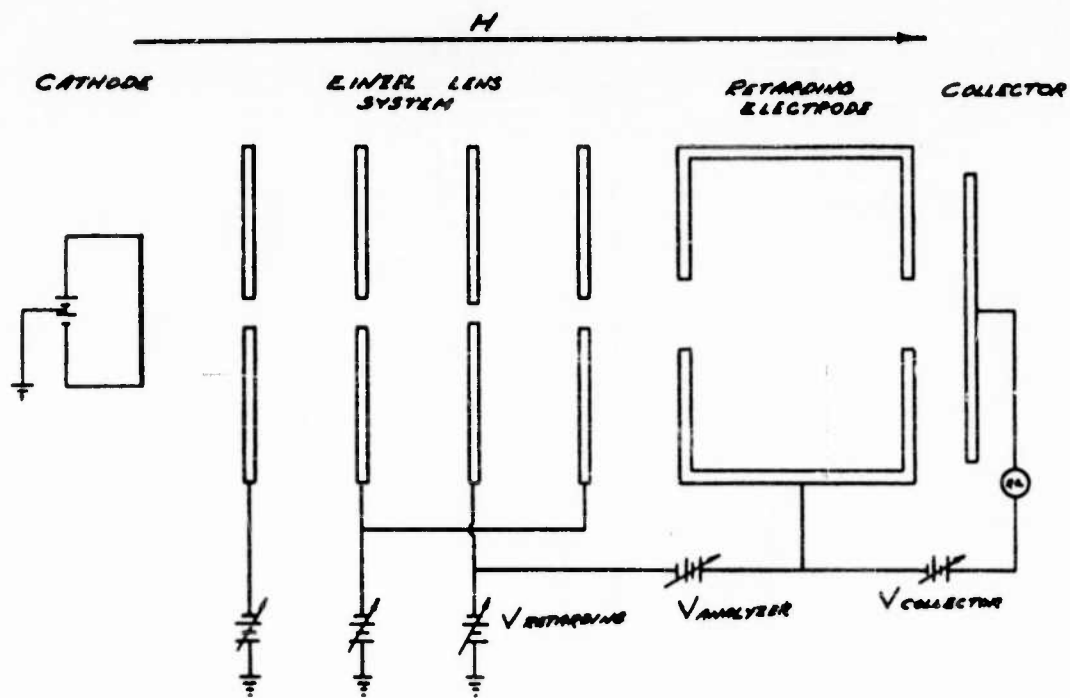 H
CATHODE
EINZEL LENS
SYSTEM
RETARDING
ELECTRODE
COLLECTOR
V RETARDING
V ANALYZER
V COLLECTOR